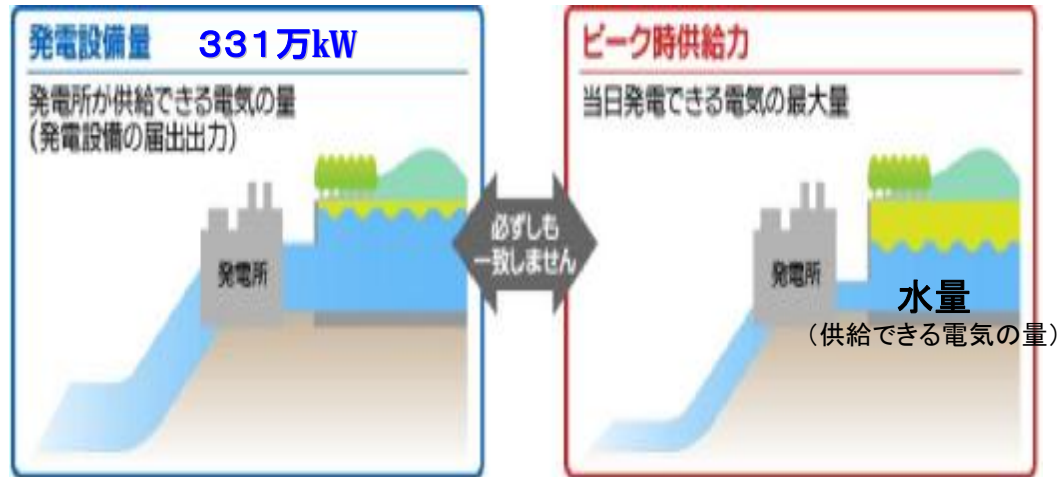 発電設備量 ３３１万kW
発電所が供給できる電気の量
(発電設備の届出出力)
発電所
必ずしも
一致しません
ピーク時供給力
当日発電できる電気の最大量
発電所
水量
（供給できる電気の量）